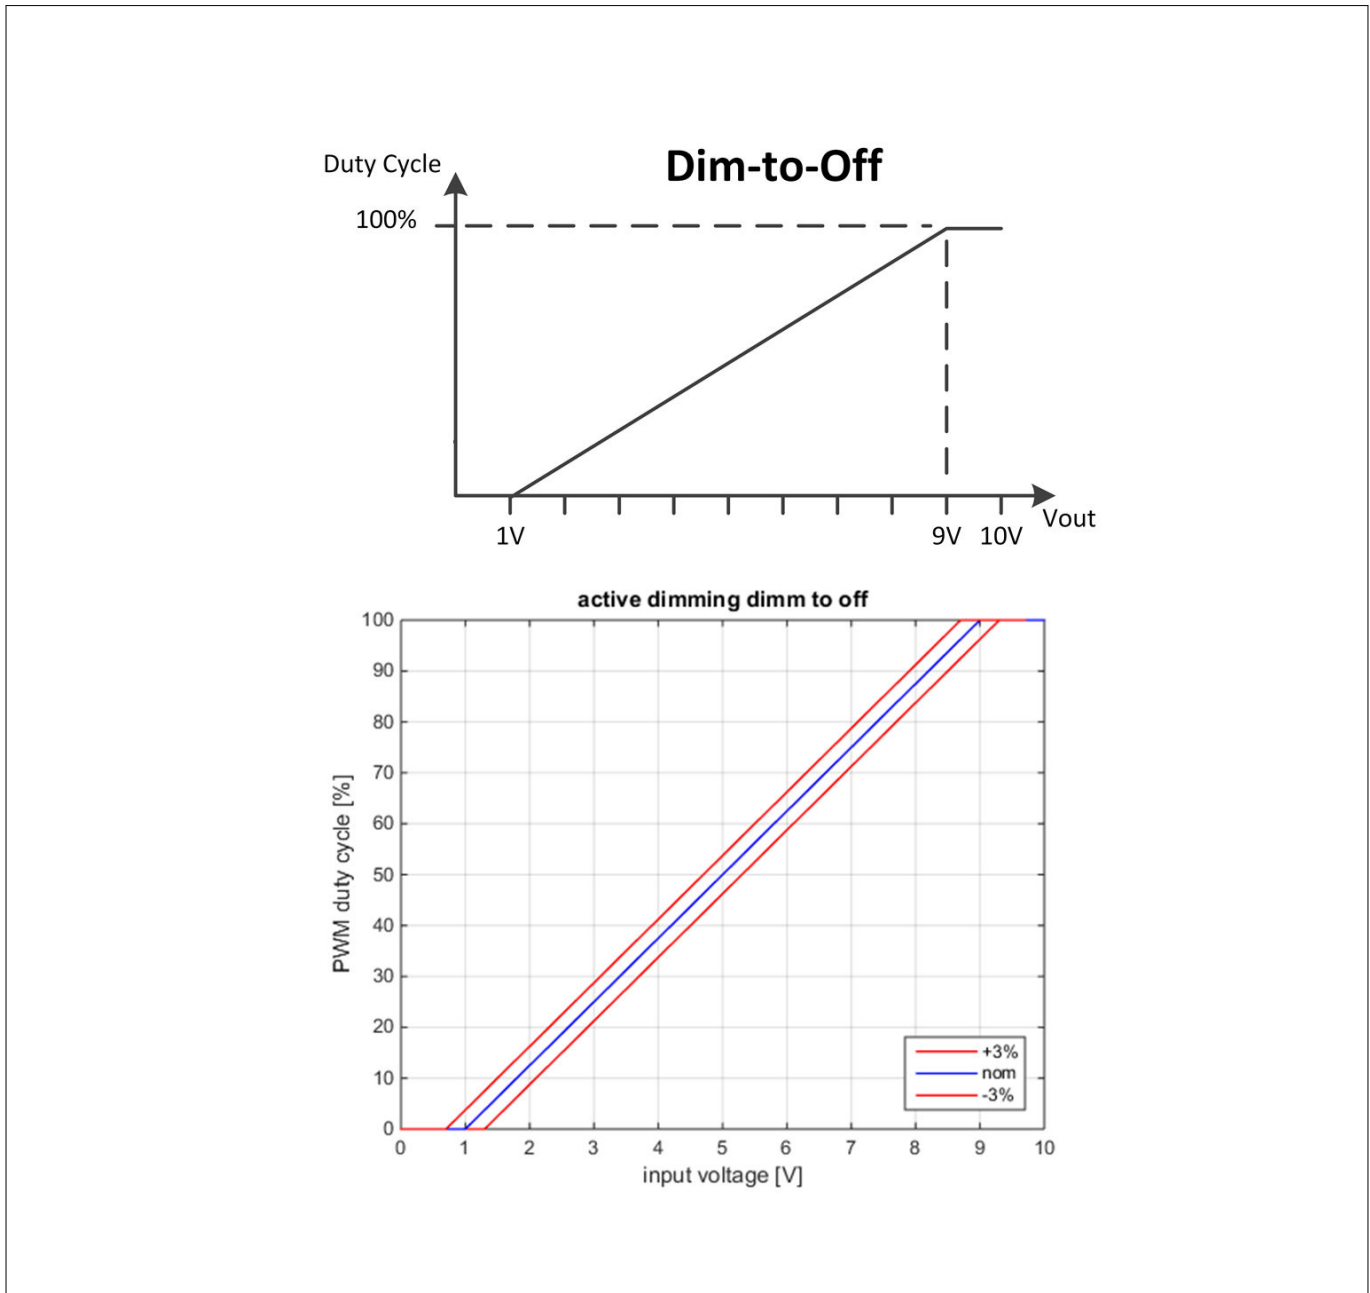 Dim-to-Off
Duty Cycle
100%
1V
9V
10V
Vout
active dimming dimm to off
PWM duty cycle [%]
100
90
80
70
60
50
40
30
20
10
0
0 1 2 3 4 5 6 7 8 9 10
input voltage [V]
+3%
nom
-3%